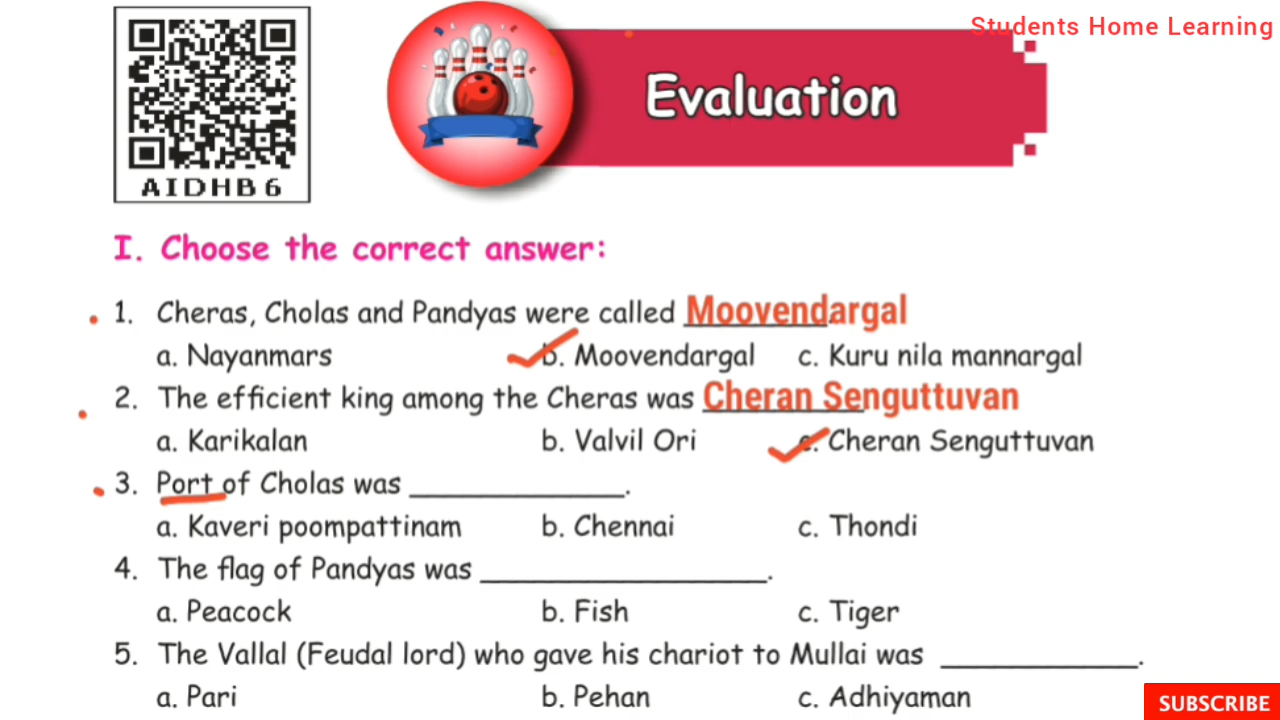 Students Home Learning
AIDHB6
Evaluation
I. Choose the correct answer:
1. Cheras, Cholas and Pandyas were called Moovendargal
a. Nayanmars b. Moovendargal c. Kuru nila mannargal
2. The efficient king among the Cheras was Cheran Senguttuvan
a. Karikalan b. Valvil Ori c. Cheran Senguttuvan
3. Port of Cholas was ______________.
a. Kaveri poompattinam b. Chennai c. Thondi
4. The flag of Pandyas was ___________________.
a. Peacock b. Fish c. Tiger
5. The Vallal (Feudal lord) who gave his chariot to Mullai was _____________.
a. Pari b. Pehan c. Adhiyaman
SUBSCRIBE